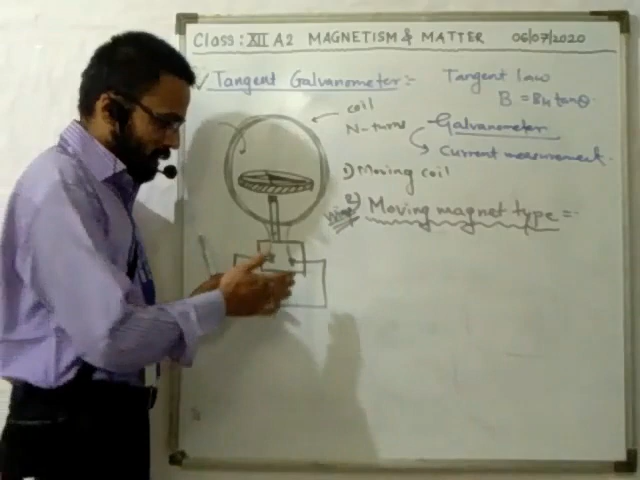 Class: XII A2 MAGNETISM & MATTER 06/07/2020
✓ Tangent Galvanometer:-
Tangent law
B = BH tanθ
coil
N-turns
Galvanometer
Current measurement.
1) Moving coil
2) Moving magnet type =: